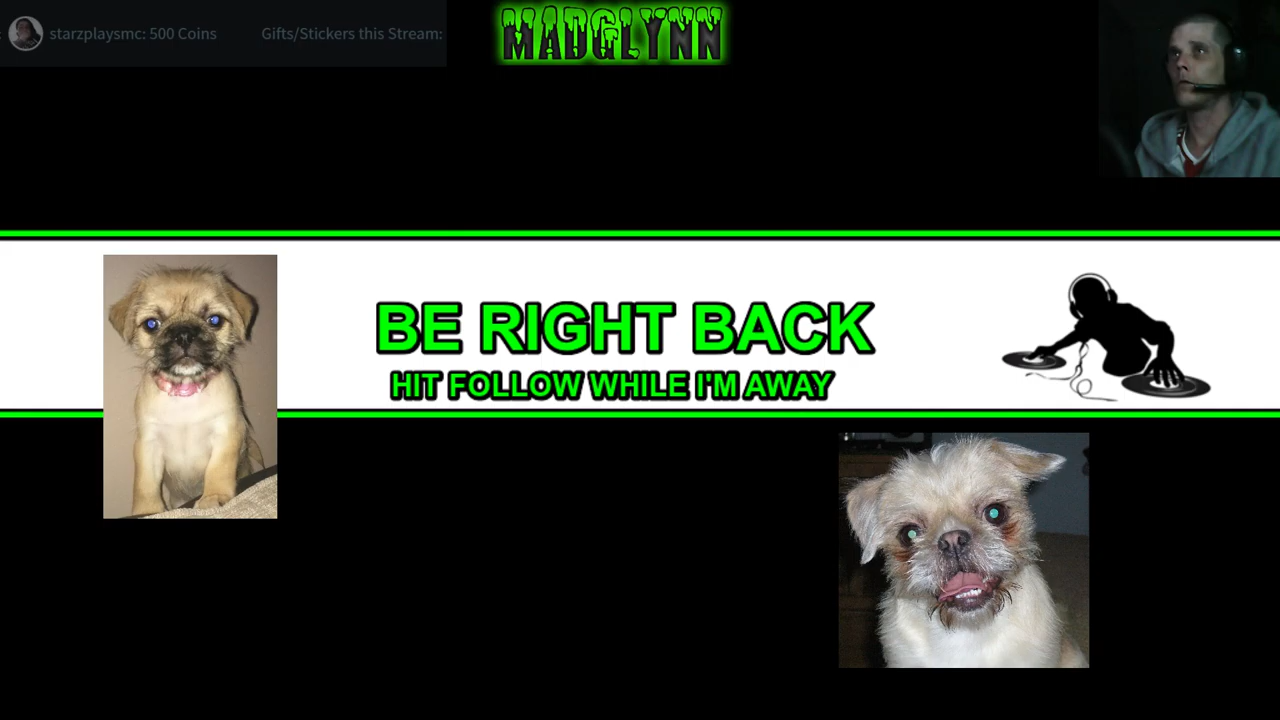 starzplaysmc: 500 Coins
Gifts/Stickers this Stream:
MADGLYNN
BE RIGHT BACK
HIT FOLLOW WHILE I'M AWAY